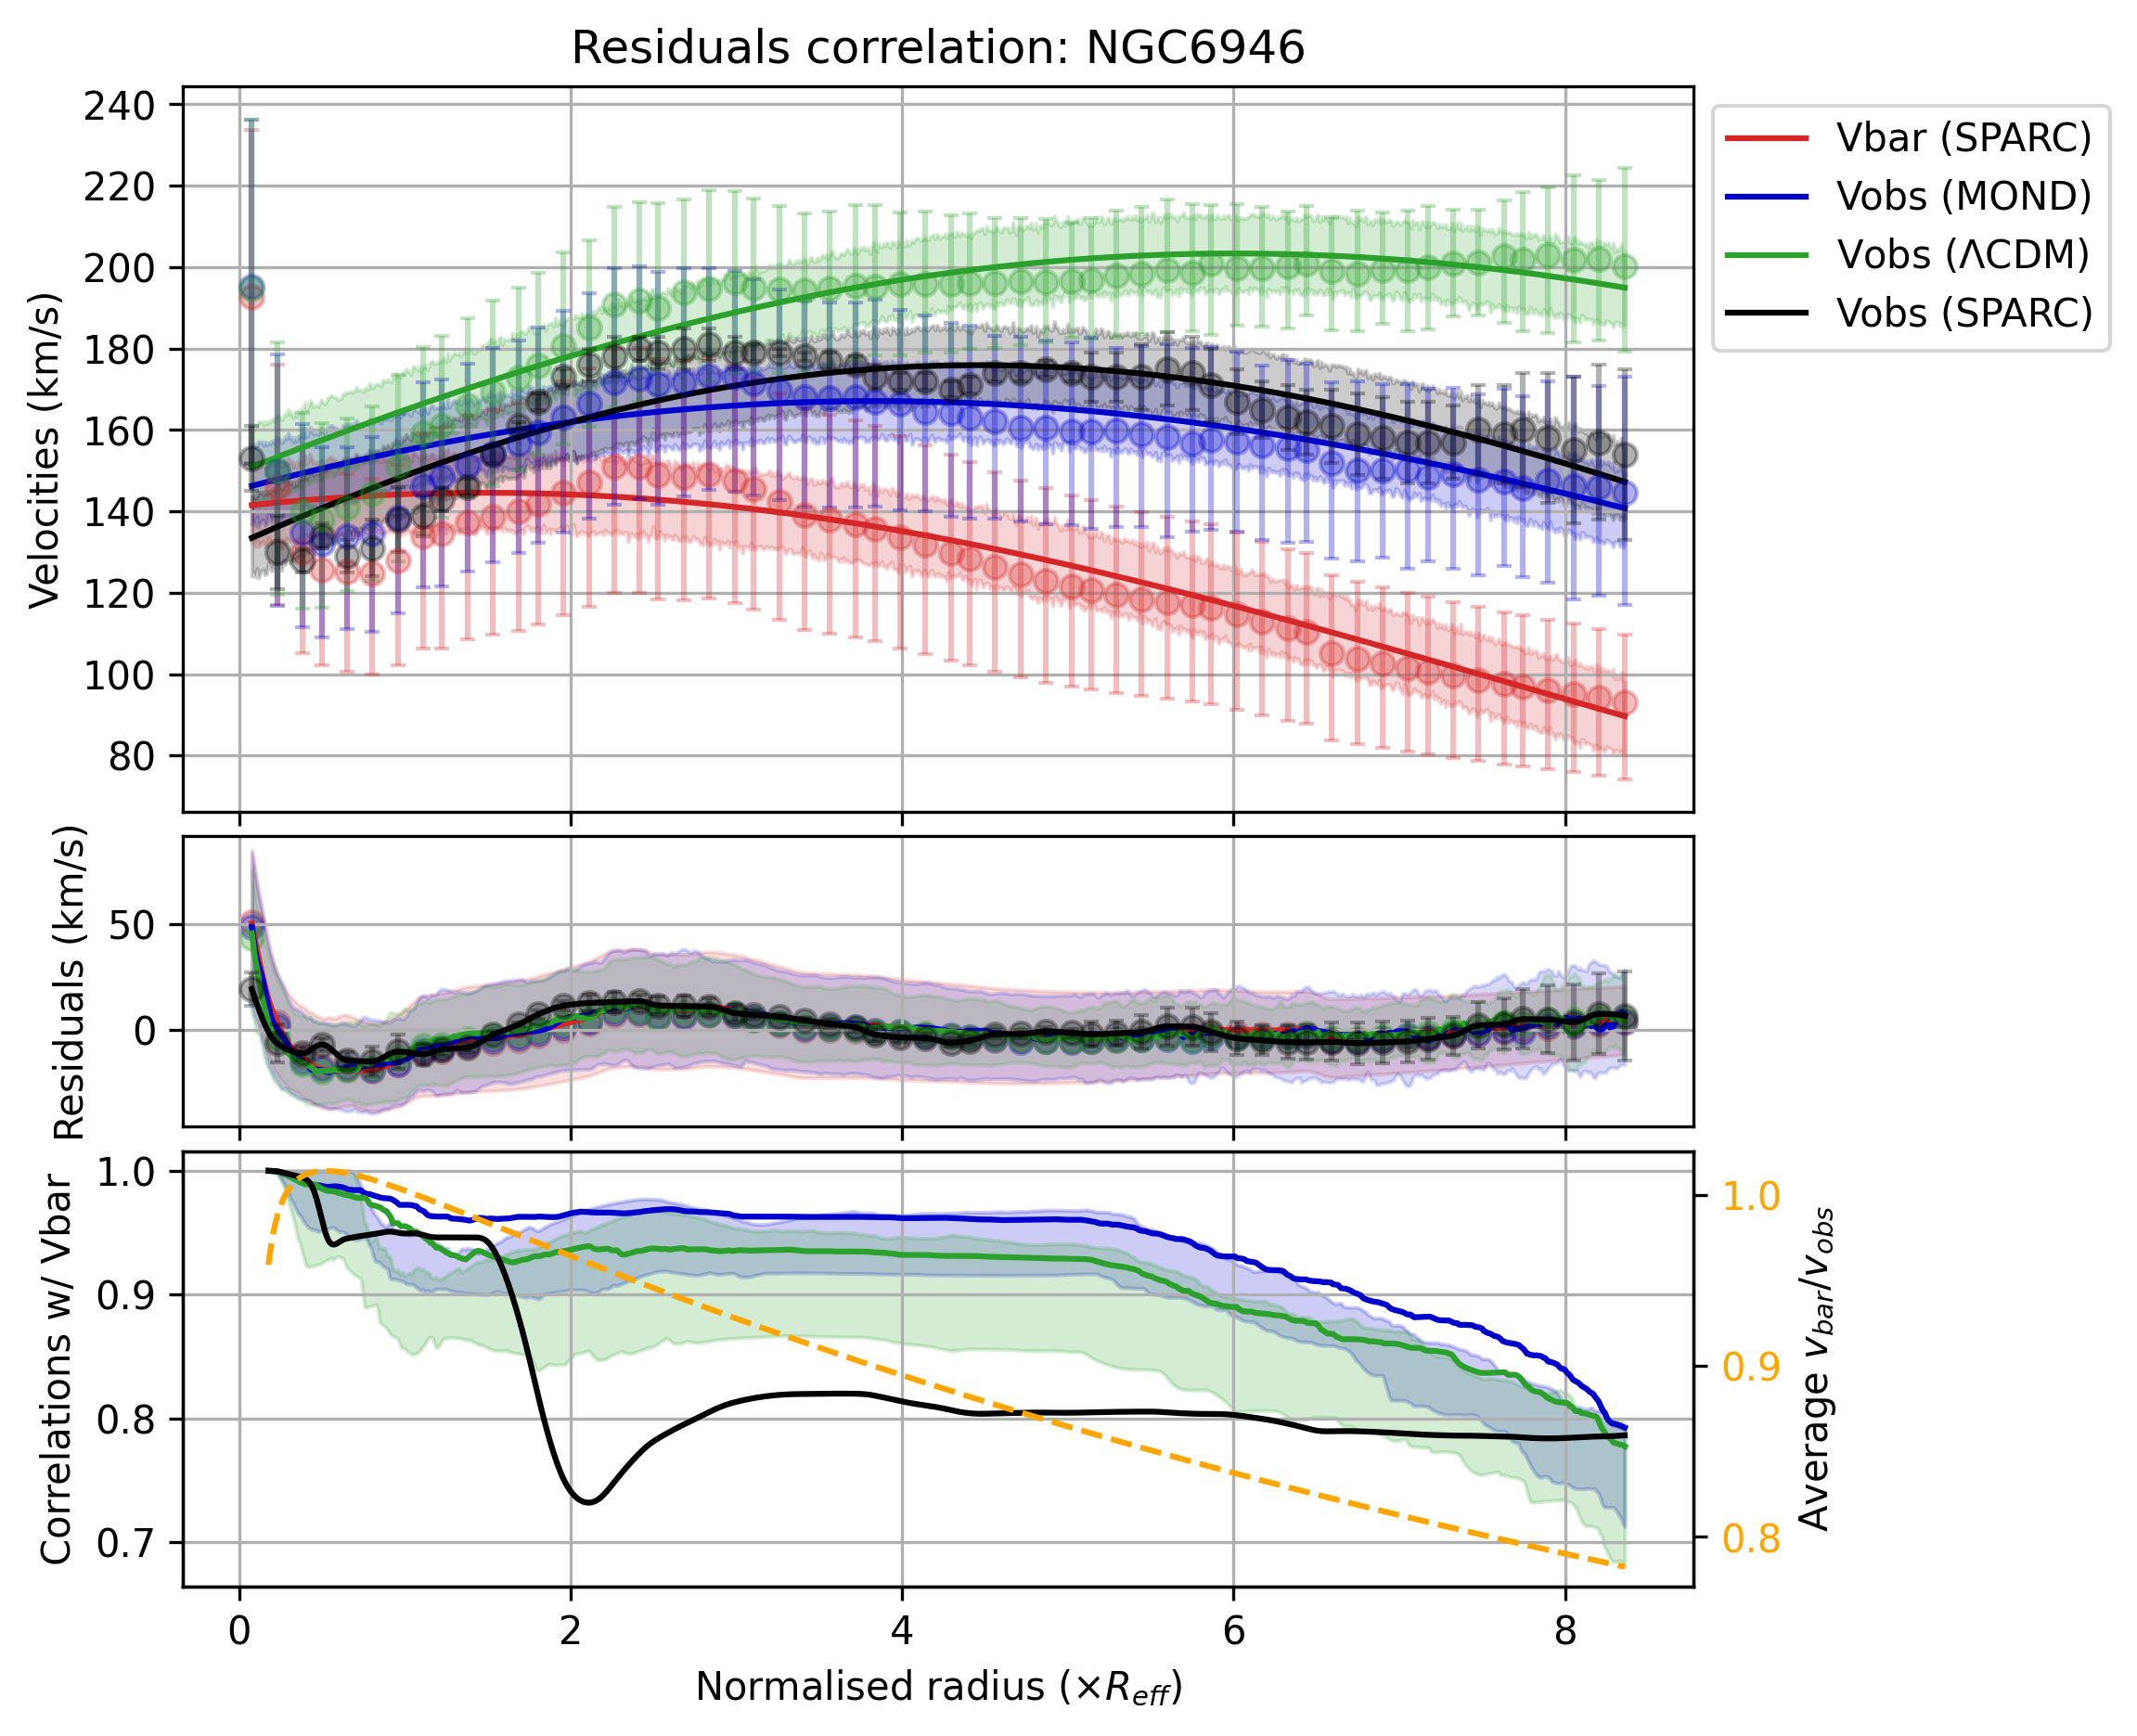 Residuals correlation: NGC6946
240
220
200
180
160
140
120
100
80
Velocities (km/s)
Vbar (SPARC)
Vobs (MOND)
Vobs (ΛCDM)
Vobs (SPARC)
50
0
Residuals (km/s)
1.0
0.9
0.8
0.7
Correlations w/ Vbar
1.0
0.9
0.8
Average v_bar/v_obs
0 2 4 6 8
Normalised radius (×R_eff)